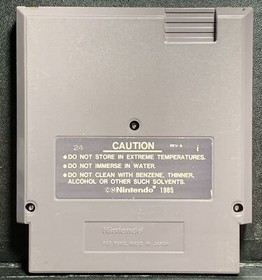 24 CAUTION REV-A
•DO NOT STORE IN EXTREME TEMPERATURES.
•DO NOT IMMERSE IN WATER.
•DO NOT CLEAN WITH BENZENE, THINNER,
ALCOHOL OR OTHER SUCH SOLVENTS.
©Nintendo® 1985
Nintendo